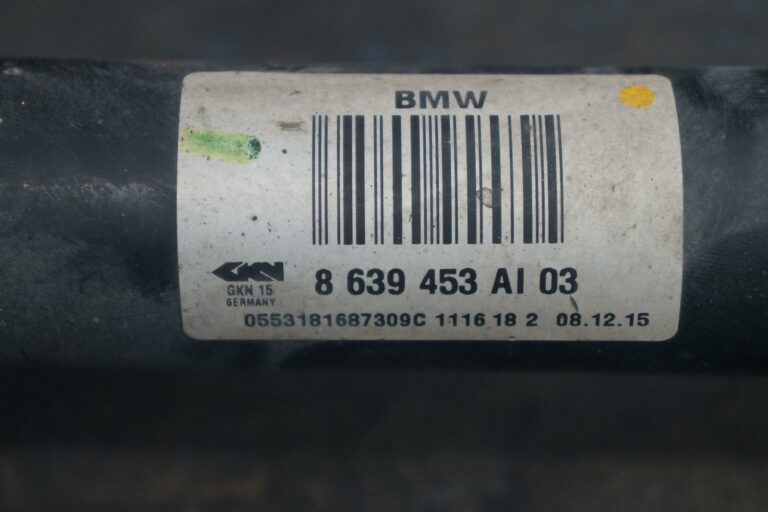 BMW
GKN
GKN 15
GERMANY
8 639 453 AI 03
0553181687309C 1116 18 2 08.12.15